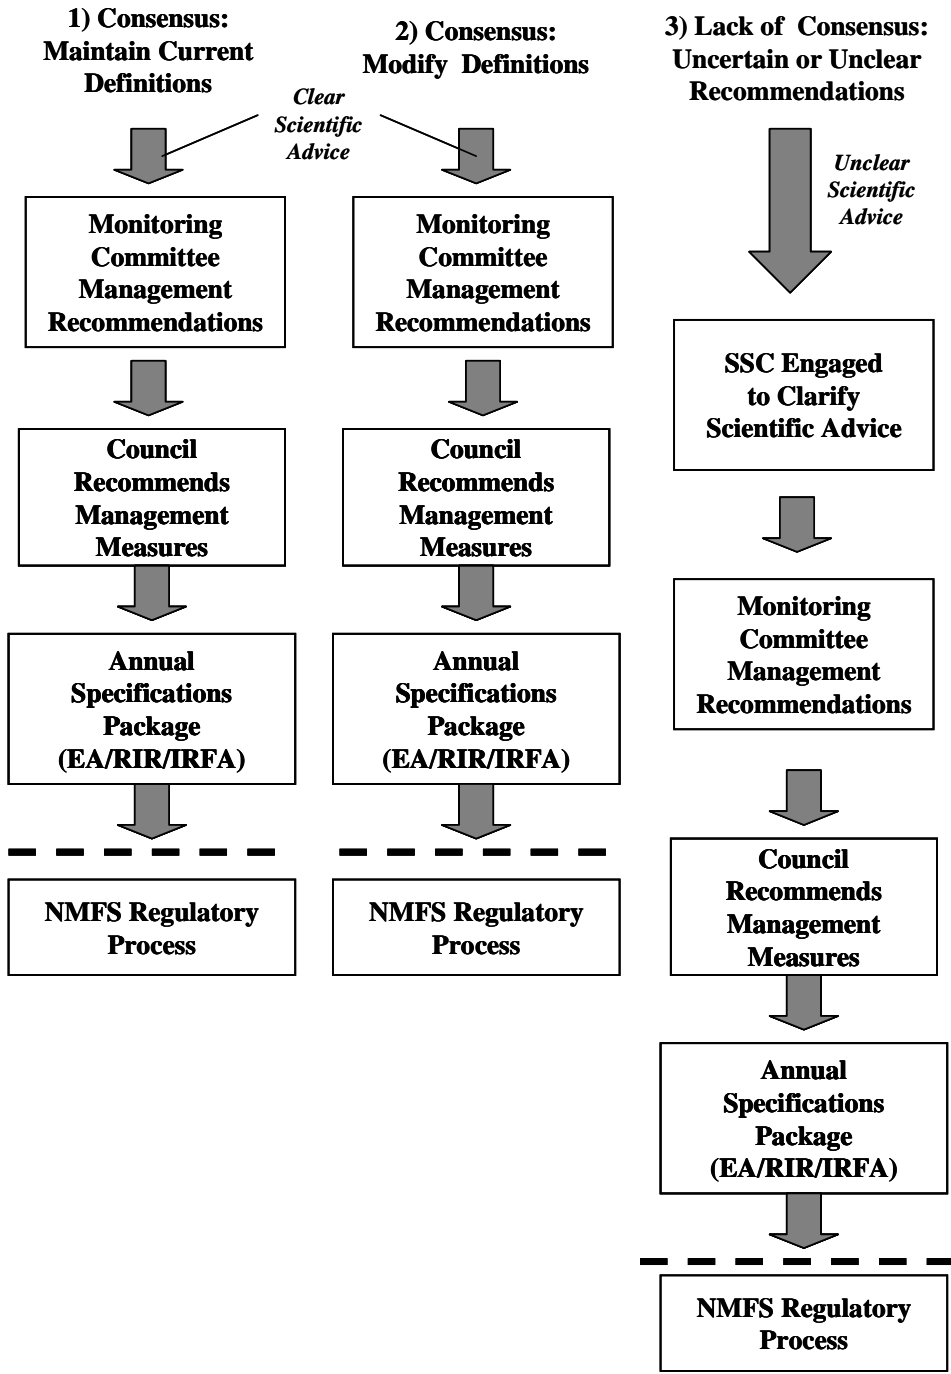 1) Consensus:
Maintain Current
Definitions
Clear
Scientific
Advice
Monitoring
Committee
Management
Recommendations
Council
Recommends
Management
Measures
Annual
Specifications
Package
(EA/RIR/IRFA)
NMFS Regulatory
Process
2) Consensus:
Modify Definitions
Monitoring
Committee
Management
Recommendations
Council
Recommends
Management
Measures
Annual
Specifications
Package
(EA/RIR/IRFA)
NMFS Regulatory
Process
3) Lack of Consensus:
Uncertain or Unclear
Recommendations
Unclear
Scientific
Advice
SSC Engaged
to Clarify
Scientific Advice
Monitoring
Committee
Management
Recommendations
Council
Recommends
Management
Measures
Annual
Specifications
Package
(EA/RIR/IRFA)
NMFS Regulatory
Process